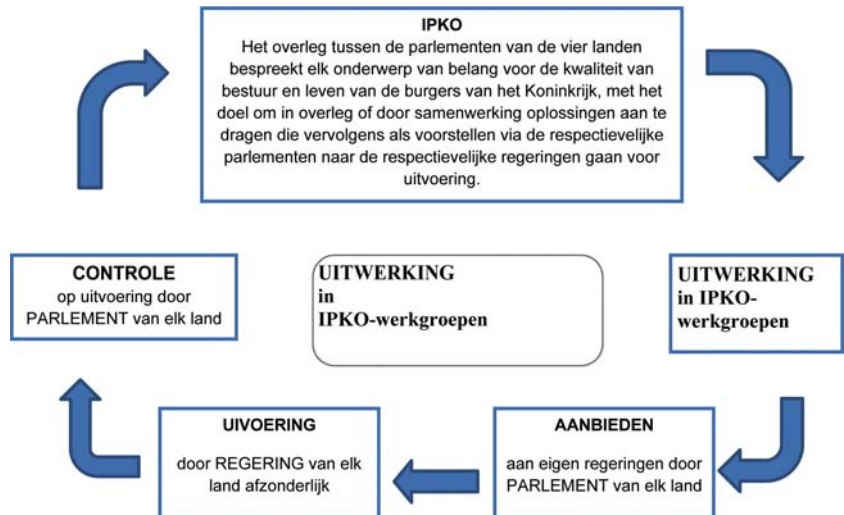 IPKO
Het overleg tussen de parlementen van de vier landen
bespreekt elk onderwerp van belang voor de kwaliteit van
bestuur en leven van de burgers van het Koninkrijk, met het
doel om in overleg of door samenwerking oplossingen aan te
dragen die vervolgens als voorstellen via de respectievelijke
parlementen naar de respectievelijke regeringen gaan voor
uitvoering.
CONTROLE
op uitvoering door
PARLEMENT van elk land
UITWERKING
in
IPKO-werkgroepen
UITWERKING
in IPKO-
werkgroepen
UIVOERING
door REGERING van elk
land afzonderlijk
AANBIEDEN
aan eigen regeringen door
PARLEMENT van elk land